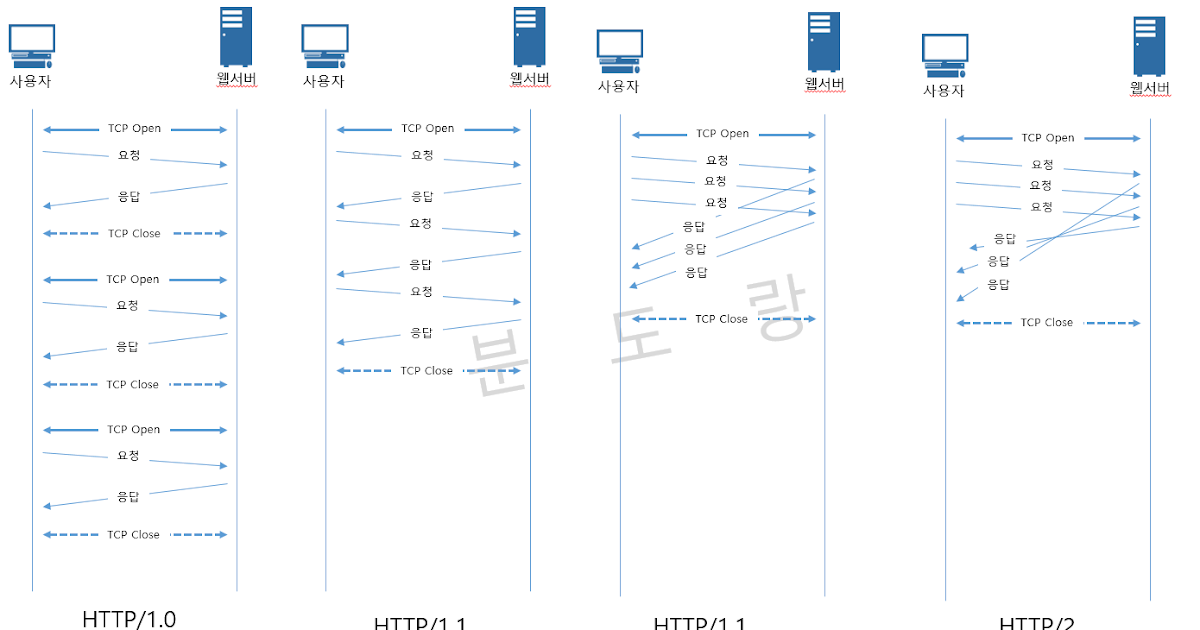 사용자
웹서버
TCP Open
요청
응답
TCP Close
TCP Open
요청
응답
TCP Close
TCP Open
요청
응답
TCP Close
HTTP/1.0
사용자
웹서버
TCP Open
요청
응답
요청
응답
요청
응답
TCP Close
HTTP/1.1
사용자
웹서버
TCP Open
요청
요청
요청
응답
응답
응답
TCP Close
HTTP/1.1
사용자
웹서버
TCP Open
요청
요청
요청
응답
응답
응답
TCP Close
HTTP/2
분도랑